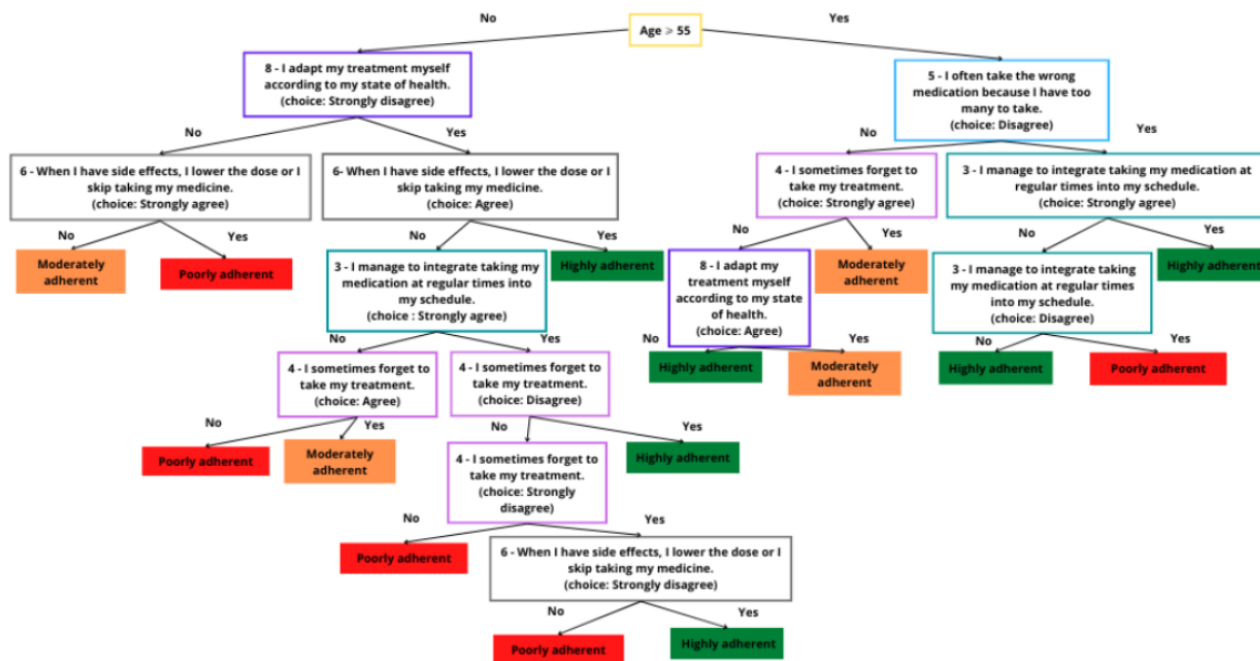 No
Yes
Age ⩾ 55
8 - I adapt my treatment myself
according to my state of health.
(choice: Strongly disagree)
5 - I often take the wrong
medication because I have too
many to take.
(choice: Disagree)
No
Yes
No
Yes
6 - When I have side effects, I lower the dose or I
skip taking my medicine.
(choice: Strongly agree)
6- When I have side effects, I lower the dose or I
skip taking my medicine.
(choice: Agree)
4 - I sometimes forget to
take my treatment.
(choice: Strongly agree)
3 - I manage to integrate taking my medication at
regular times into my schedule.
(choice: Strongly agree)
No
Yes
No
Yes
No
Yes
No
Yes
Moderately
adherent
Poorly adherent
3 - I manage to integrate taking my
medication at regular times into
my schedule.
(choice : Strongly agree)
Highly adherent
8 - I adapt my
treatment myself
according to my state
of health.
(choice: Agree)
Moderately
adherent
3 - I manage to integrate taking
my medication at regular times
into my schedule.
(choice: Disagree)
Highly adherent
No
Yes
No
Yes
No
Yes
4 - I sometimes forget to
take my treatment.
(choice: Agree)
4 - I sometimes forget to
take my treatment.
(choice: Disagree)
Highly adherent
Moderately
adherent
Highly adherent
Poorly adherent
No
Yes
No
Yes
Poorly adherent
Moderately
adherent
4 - I sometimes forget to
take my treatment.
(choice: Strongly
disagree)
Highly adherent
No
Yes
Poorly adherent
6 - When I have side effects, I lower the dose or I
skip taking my medicine.
(choice: Strongly disagree)
No
Yes
Poorly adherent
Highly adherent